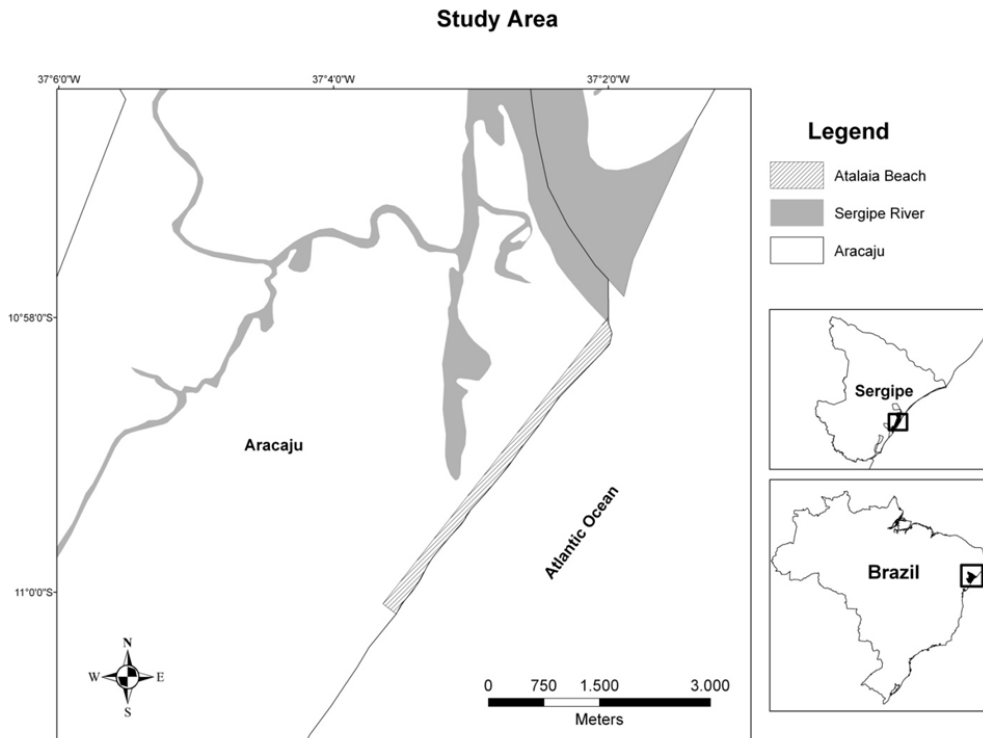 Study Area
37°6'0"W
37°4'0"W
37°2'0"W
10°58'0"S
11°0'0"S
Aracaju
Atlantic Ocean
N
W
E
S
0 750 1.500 3.000
Meters
Legend
Atalaia Beach
Sergipe River
Aracaju
Sergipe
Brazil